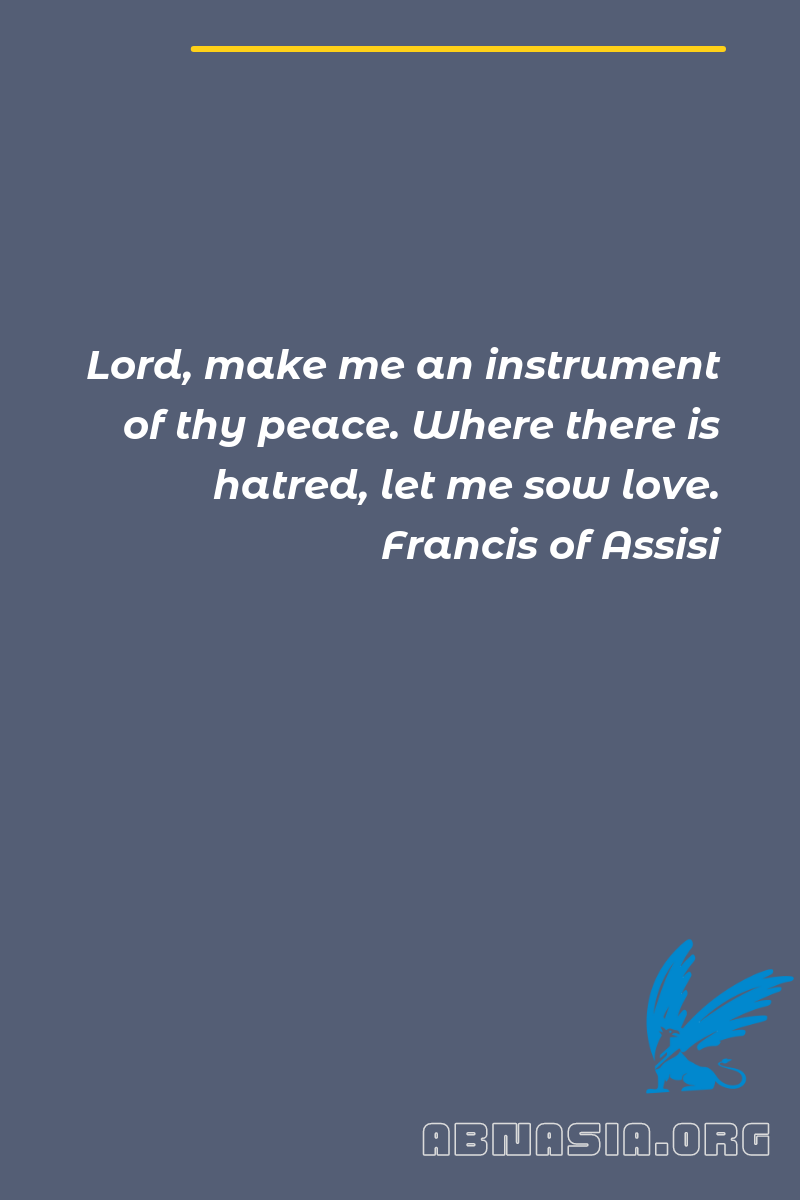 Lord, make me an instrument
of thy peace. Where there is
hatred, let me sow love.
Francis of Assisi
ABNASIA.ORG